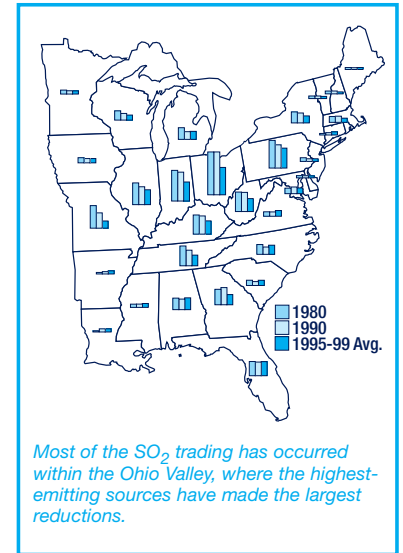 1980
1990
1995-99 Avg.
Most of the SO2 trading has occurred
within the Ohio Valley, where the highest-
emitting sources have made the largest
reductions.